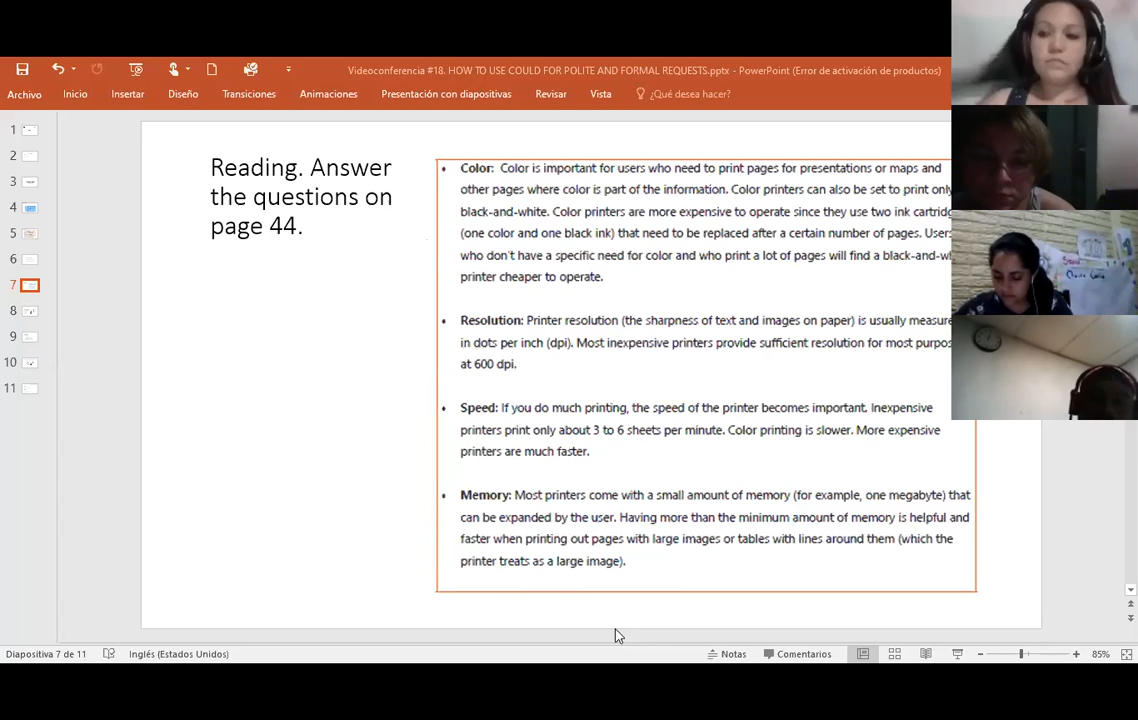 Videoconferencia #18. HOW TO USE COULD FOR POLITE AND FORMAL REQUESTS.pptx - PowerPoint (Error de activación de productos)
Archivo Inicio Insertar Diseño Transiciones Animaciones Presentación con diapositivas Revisar Vista ¿Qué desea hacer?
1
2
3
4
5
6
7
8
9
10
11
Reading. Answer
the questions on
page 44.
• Color: Color is important for users who need to print pages for presentations or maps and
other pages where color is part of the information. Color printers can also be set to print only
black-and-white. Color printers are more expensive to operate since they use two ink
(one color and one black ink) that need to be replaced after a certain number of pages. Users
who don't have a specific need for color and who print a lot of pages will find a
printer cheaper to operate.
• Resolution: Printer resolution (the sharpness of text and images on paper) is usually
in dots per inch (dpi). Most inexpensive printers provide sufficient resolution for most
at 600 dpi.
• Speed: If you do much printing, the speed of the printer becomes important. Inexpensive
printers print only about 3 to 6 sheets per minute. Color printing is slower. More expensive
printers are much faster.
• Memory: Most printers come with a small amount of memory (for example, one megabyte) that
can be expanded by the user. Having more than the minimum amount of memory is helpful and
faster when printing out pages with large images or tables with lines around them (which the
printer treats as a large image).
Diapositiva 7 de 11 Inglés (Estados Unidos) Notas Comentarios 85%